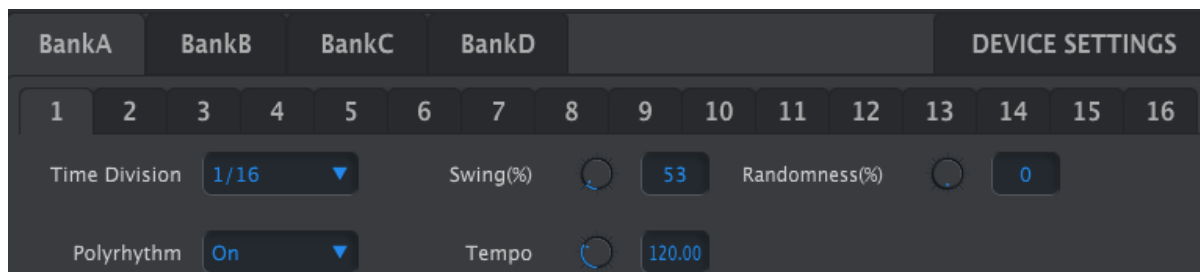 BankA BankB BankC BankD DEVICE SETTINGS
1 2 3 4 5 6 7 8 9 10 11 12 13 14 15 16
Time Division 1/16 Swing(%) 53 Randomness(%) 0
Polyrhythm On Tempo 120.00